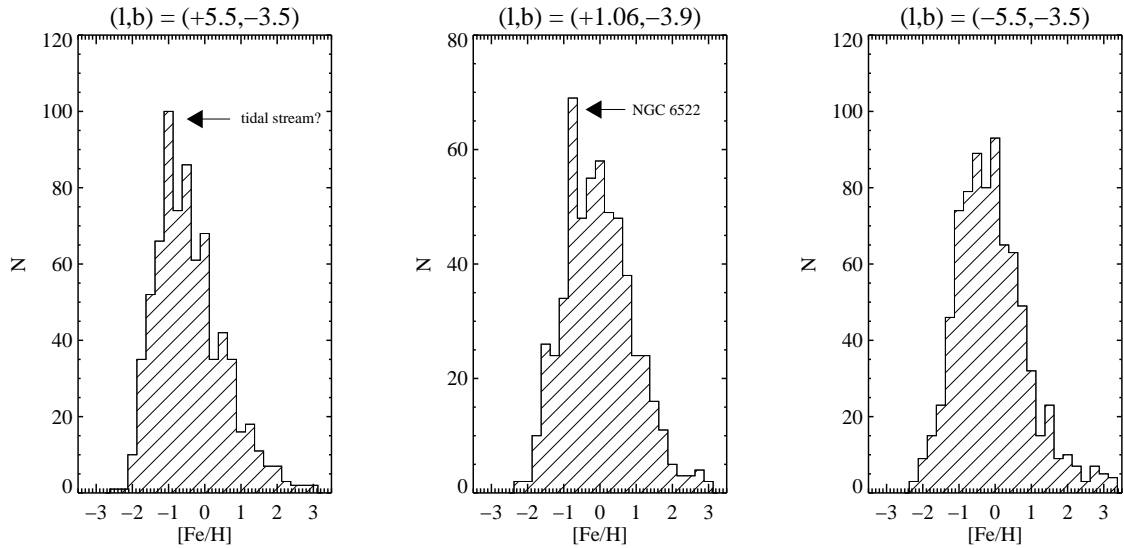 (l,b) = (+5.5,−3.5)
120
100
80
60
40
20
0
N
tidal stream?
−3 −2 −1 0 1 2 3
[Fe/H]
(l,b) = (+1.06,−3.9)
80
60
40
20
0
N
NGC 6522
−3 −2 −1 0 1 2 3
[Fe/H]
(l,b) = (−5.5,−3.5)
120
100
80
60
40
20
0
N
−3 −2 −1 0 1 2 3
[Fe/H]